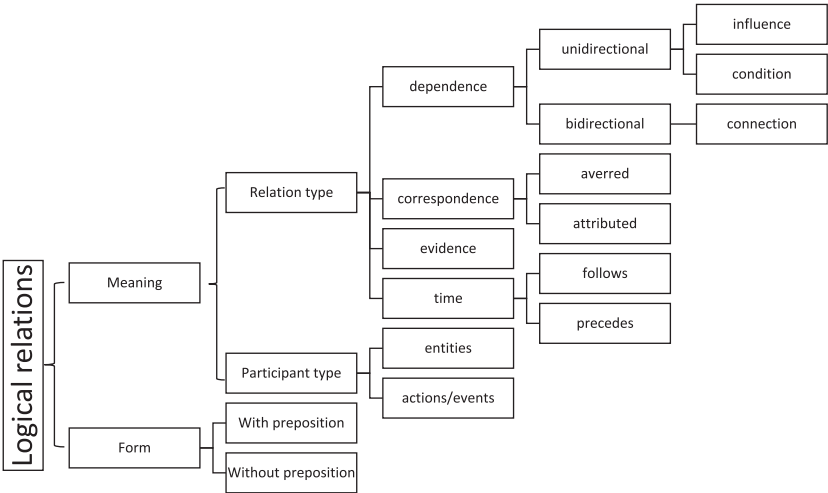 Logical relations
Meaning
Relation type
dependence
unidirectional
influence
condition
bidirectional
connection
correspondence
averred
attributed
evidence
time
follows
precedes
Participant type
entities
actions/events
Form
With preposition
Without preposition